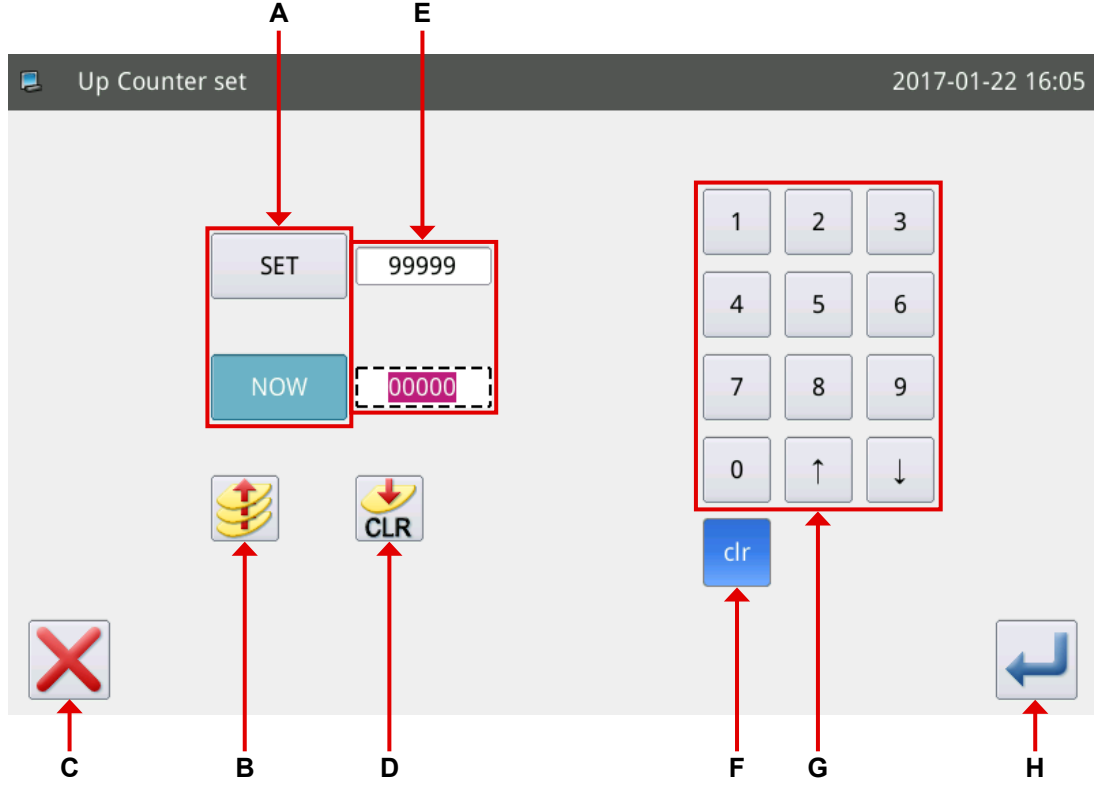 A E
Up Counter set 2017-01-22 16:05
SET 99999
NOW 00000
CLR
1 2 3
4 5 6
7 8 9
0 ↑ ↓
clr
C B D F G H